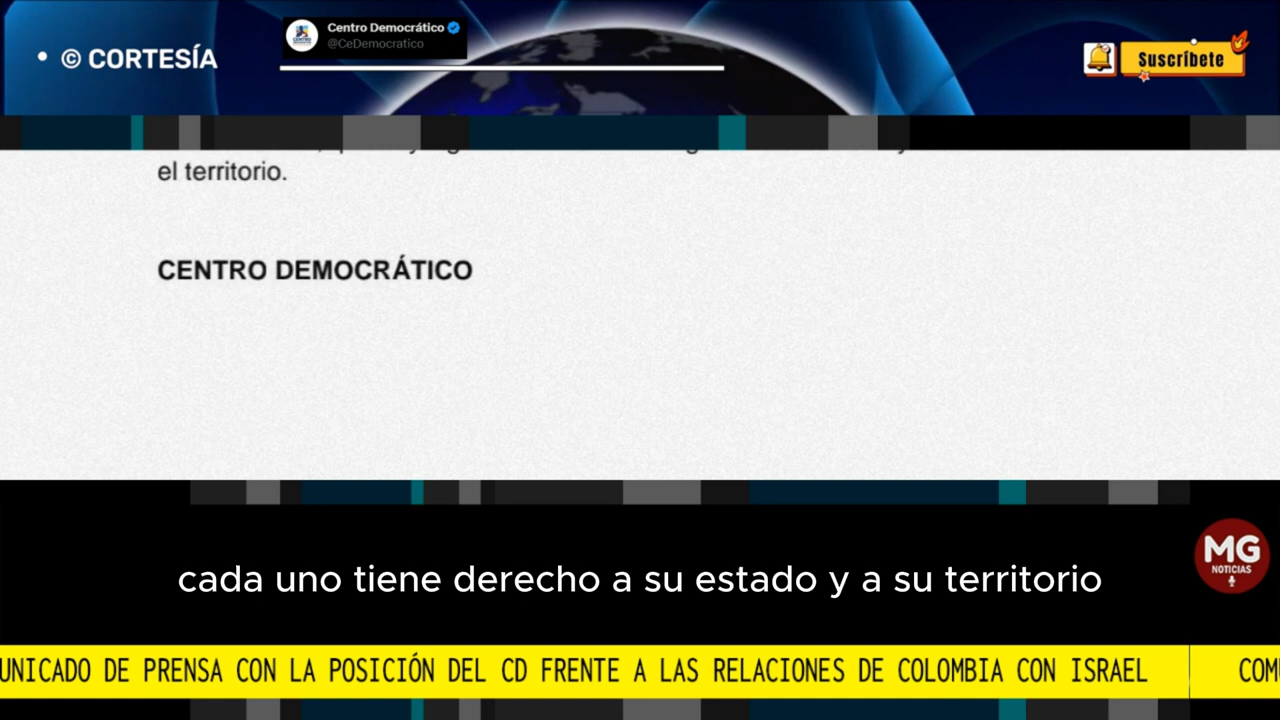 Centro Democrático
@CeDemocratico
• © CORTESÍA
Suscríbete
el territorio.
CENTRO DEMOCRÁTICO
cada uno tiene derecho a su estado y a su territorio
MG
NOTICIAS
UNICADO DE PRENSA CON LA POSICIÓN DEL CD FRENTE A LAS RELACIONES DE COLOMBIA CON ISRAEL